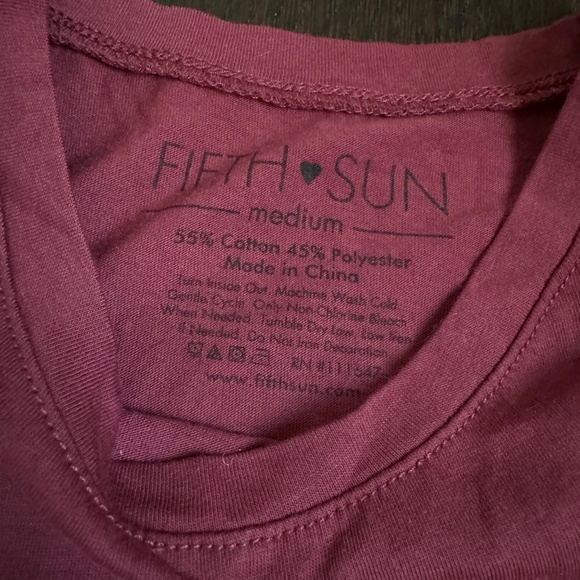 FIFTH ♥ SUN
medium
55% Cotton 45% Polyester
Made in China
Turn Inside Out. Machine Wash Cold.
Gentle Cycle. Only Non-Chlorine Bleach
When Needed. Tumble Dry Low. Low Iron
if Needed. Do Not Iron Decoration
RN #111547
www.fifthsun.com